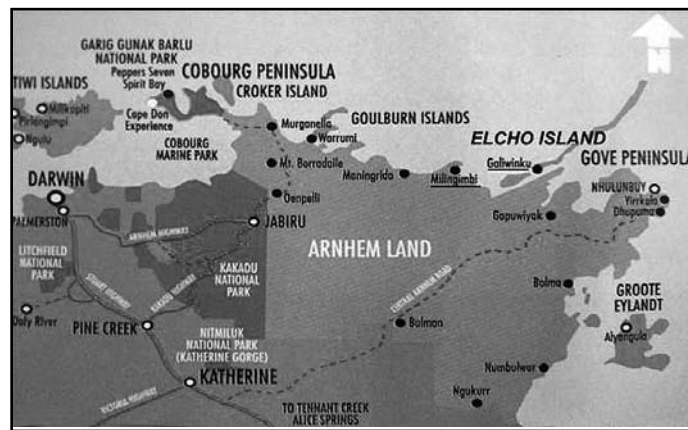 GARIG GUNAK BARLU
NATIONAL PARK
Peppers Seven
Spirit Bay
COBOURG PENINSULA
CROKER ISLAND
TIWI ISLANDS
Milikapiti
Pirlangimpi
Nguiu
Cape Don
Experience
COBOURG
MARINE PARK
Murganella
Warrumi
GOULBURN ISLANDS
ELCHO ISLAND
Galiwinku
GOVE PENINSULA
Mt. Borradaile
Maningrida
Milingimbi
NHULUNBUY
Yirrkala
Dhupuma
DARWIN
PALMERSTON
Oenpelli
JABIRU
Gapuwiyak
ARNHEM HIGHWAY
ARNHEM LAND
LITCHFIELD
NATIONAL
PARK
STUART HIGHWAY
KAKADU HIGHWAY
KAKADU
NATIONAL
PARK
CENTRAL ARNHEM ROAD
Balma
GROOTE
EYLANDT
Alyangula
Daly River
PINE CREEK
Bulman
NITMILUK
NATIONAL PARK
(KATHERINE GORGE)
KATHERINE
Numbulwar
Ngukurr
VICTORIA HIGHWAY
TO TENNANT CREEK
ALICE SPRINGS